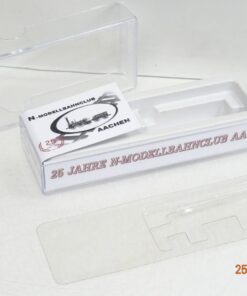 N-MODELLBAHNCLUB
25
AACHEN
25 JAHRE N-MODELLBAHNCLUB AA
25